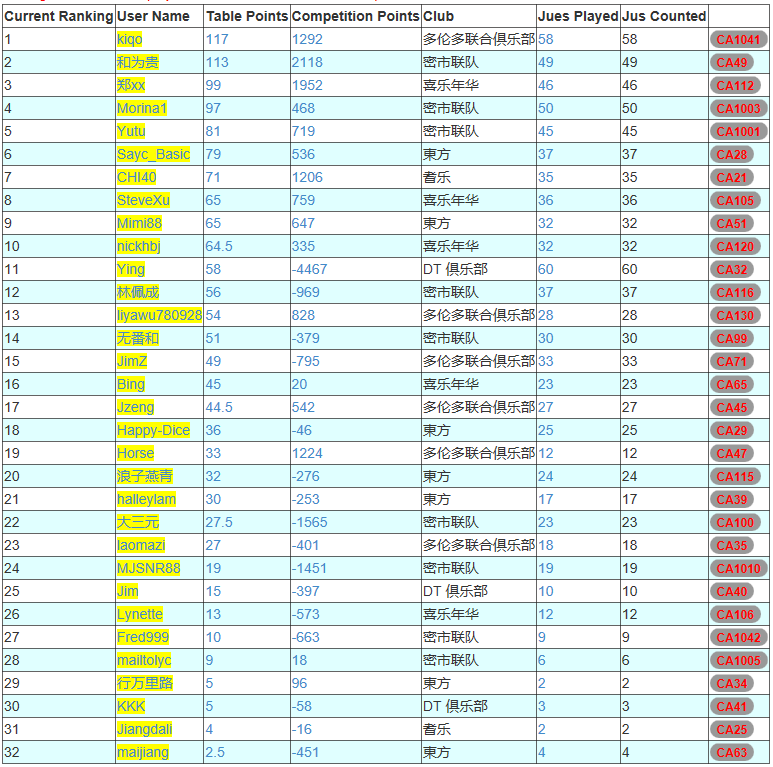 Current Ranking User Name Table Points Competition Points Club Jues Played Jus Counted
1 kiqo 117 1292 多伦多联合俱乐部 58 58 CA1041
2 和为贵 113 2118 密市联队 49 49 CA49
3 郑xx 99 1952 喜乐年华 46 46 CA112
4 Morina1 97 468 密市联队 50 50 CA1003
5 Yutu 81 719 密市联队 45 45 CA1001
6 Sayc_Basic 79 536 東方 37 37 CA28
7 CHI40 71 1206 耆乐 35 35 CA21
8 SteveXu 65 759 喜乐年华 36 36 CA105
9 Mimi88 65 647 東方 32 32 CA51
10 nickhbj 64.5 335 喜乐年华 32 32 CA120
11 Ying 58 -4467 DT 俱乐部 60 60 CA32
12 林佩成 56 -969 密市联队 37 37 CA116
13 liyawu780928 54 828 多伦多联合俱乐部 28 28 CA130
14 无番和 51 -379 密市联队 30 30 CA99
15 JimZ 49 -795 多伦多联合俱乐部 33 33 CA71
16 Bing 45 20 喜乐年华 23 23 CA65
17 Jzeng 44.5 542 多伦多联合俱乐部 27 27 CA45
18 Happy-Dice 36 -46 東方 25 25 CA29
19 Horse 33 1224 多伦多联合俱乐部 12 12 CA47
20 浪子燕青 32 -276 東方 24 24 CA115
21 halleylam 30 -253 東方 17 17 CA39
22 大三元 27.5 -1565 密市联队 23 23 CA100
23 laomazi 27 -401 多伦多联合俱乐部 18 18 CA35
24 MJSNR88 19 -1451 密市联队 19 19 CA1010
25 Jim 15 -397 DT 俱乐部 10 10 CA40
26 Lynette 13 -573 喜乐年华 12 12 CA106
27 Fred999 10 -663 密市联队 9 9 CA1042
28 mailtolyc 9 18 密市联队 6 6 CA1005
29 行万里路 5 96 東方 2 2 CA34
30 KKK 5 -58 DT 俱乐部 3 3 CA41
31 Jiangdali 4 -16 耆乐 2 2 CA25
32 maijiang 2.5 -451 東方 4 4 CA63